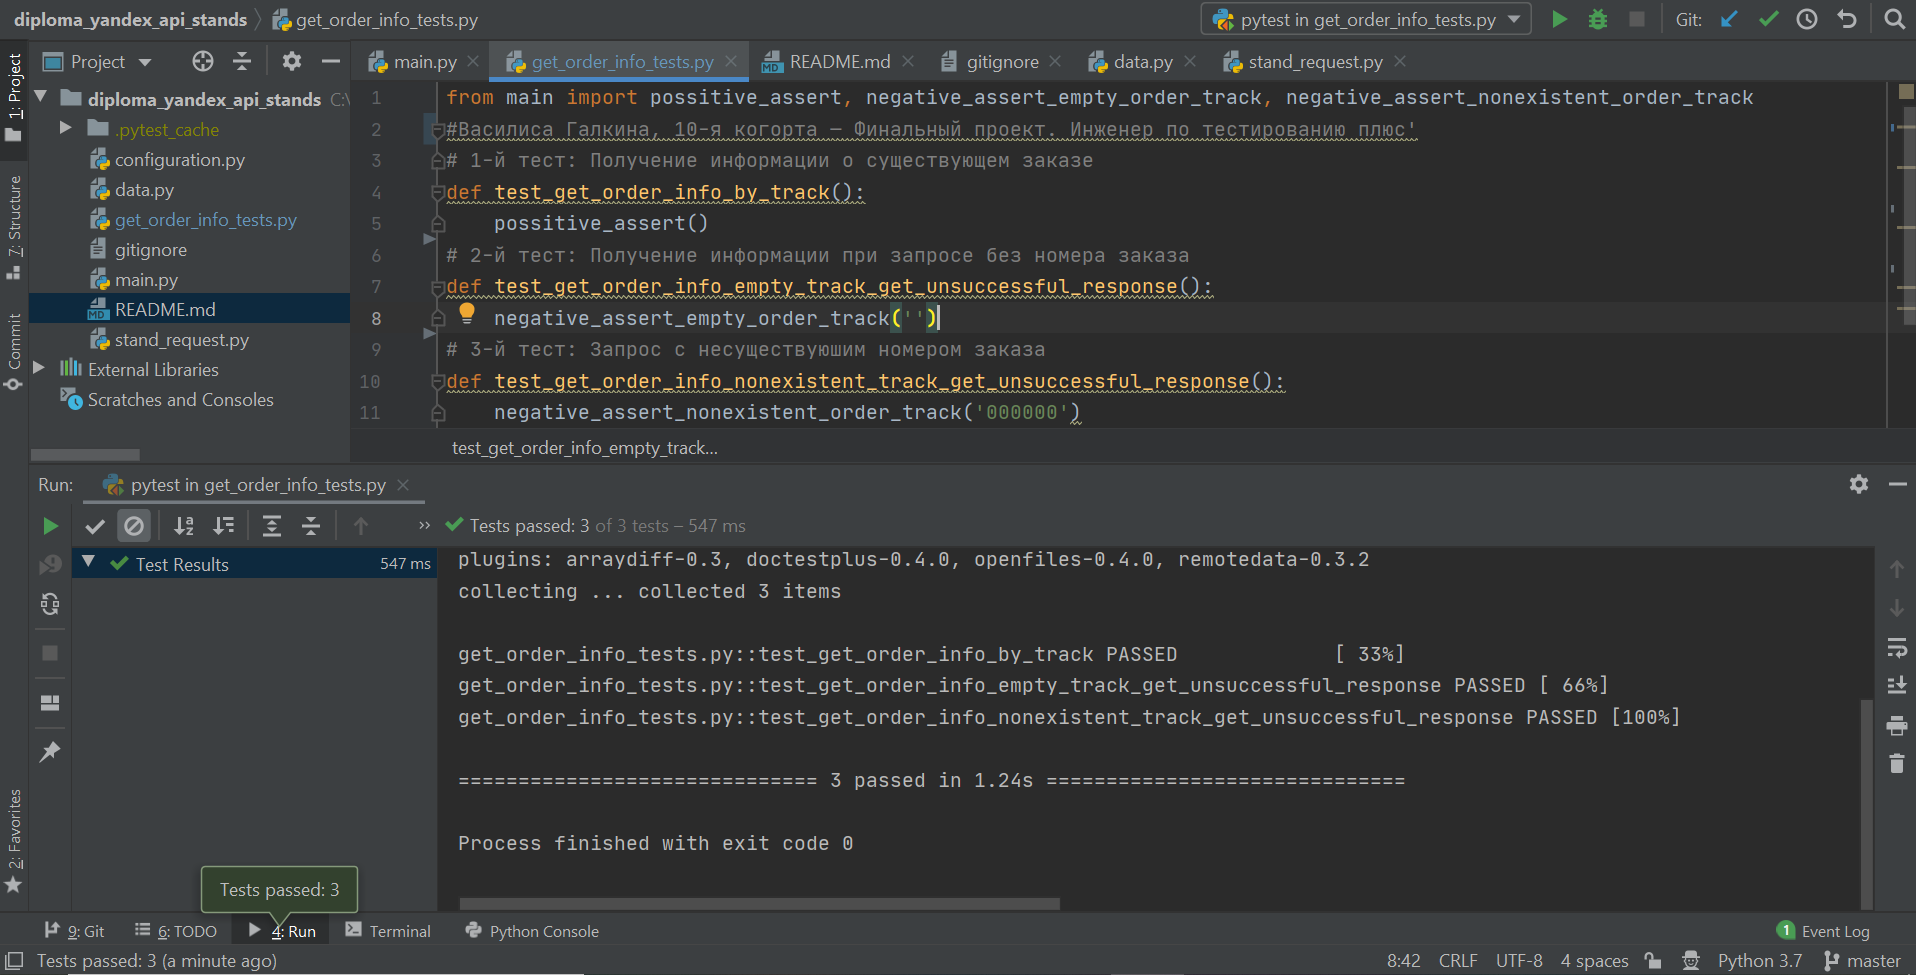 diploma_yandex_api_stands get_order_info_tests.py pytest in get_order_info_tests.py Git:
Project main.py get_order_info_tests.py README.md gitignore data.py stand_request.py
1: Project
7: Structure
Commit
2: Favorites
diploma_yandex_api_stands C:\
.pytest_cache
configuration.py
data.py
get_order_info_tests.py
gitignore
main.py
README.md
stand_request.py
External Libraries
Scratches and Consoles
1 from main import possitive_assert, negative_assert_empty_order_track, negative_assert_nonexistent_order_track
2 #Василиса Галкина, 10-я когорта — Финальный проект. Инженер по тестированию плюс'
3 # 1-й тест: Получение информации о существующем заказе
4 def test_get_order_info_by_track():
5 possitive_assert()
6 # 2-й тест: Получение информации при запросе без номера заказа
7 def test_get_order_info_empty_track_get_unsuccessful_response():
8 negative_assert_empty_order_track('')
9 # 3-й тест: Запрос с несуществуюшим номером заказа
10 def test_get_order_info_nonexistent_track_get_unsuccessful_response():
11 negative_assert_nonexistent_order_track('000000')
test_get_order_info_empty_track...
Run: pytest in get_order_info_tests.py
» Tests passed: 3 of 3 tests – 547 ms
Test Results 547 ms
plugins: arraydiff-0.3, doctestplus-0.4.0, openfiles-0.4.0, remotedata-0.3.2
collecting ... collected 3 items
get_order_info_tests.py::test_get_order_info_by_track PASSED [ 33%]
get_order_info_tests.py::test_get_order_info_empty_track_get_unsuccessful_response PASSED [ 66%]
get_order_info_tests.py::test_get_order_info_nonexistent_track_get_unsuccessful_response PASSED [100%]
============================== 3 passed in 1.24s ==============================
Process finished with exit code 0
Tests passed: 3
9: Git 6: TODO 4: Run Terminal Python Console 1 Event Log
Tests passed: 3 (a minute ago) 8:42 CRLF UTF-8 4 spaces Python 3.7 master